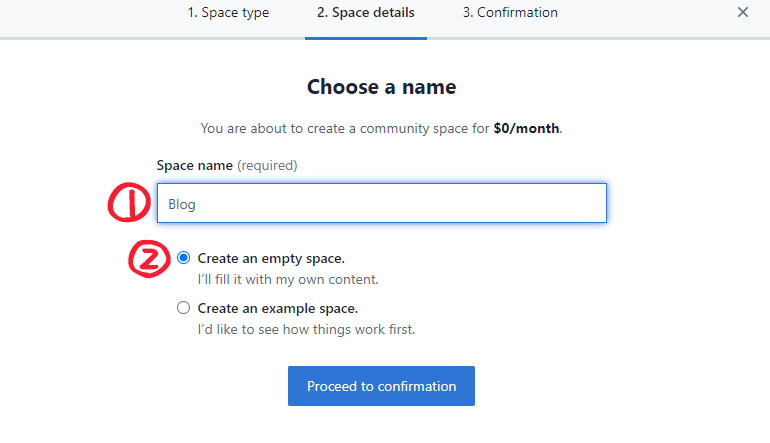 1. Space type 2. Space details 3. Confirmation ×
Choose a name
You are about to create a community space for $0/month.
Space name (required)
① Blog
② Create an empty space.
I'll fill it with my own content.
Create an example space.
I'd like to see how things work first.
Proceed to confirmation